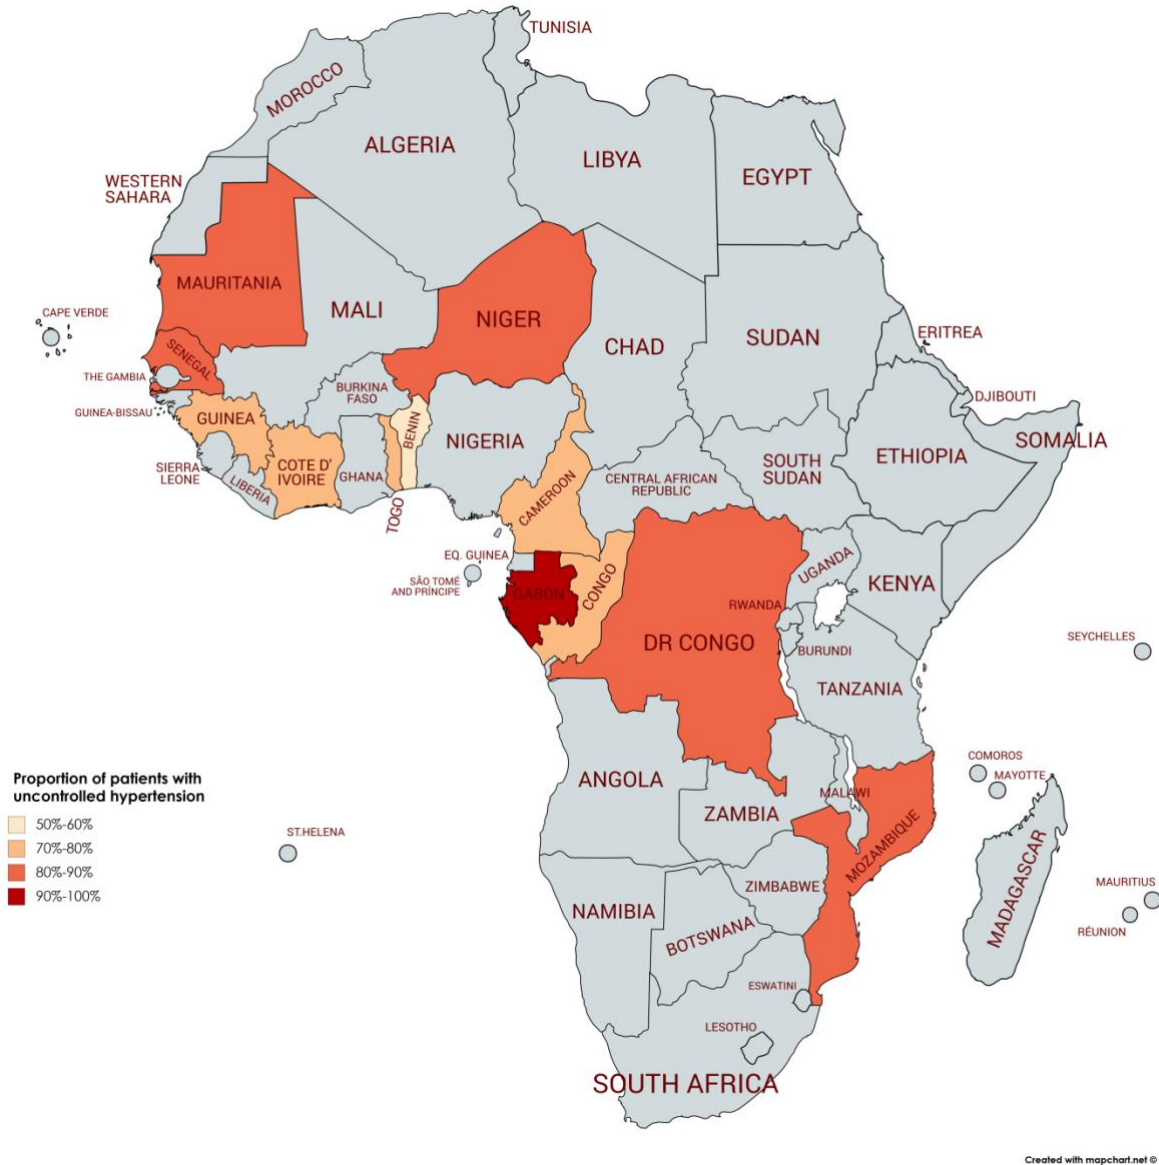 TUNISIA
MOROCCO
ALGERIA
LIBYA
EGYPT
WESTERN
SAHARA
MAURITANIA
MALI
NIGER
CHAD
SUDAN
ERITREA
CAPE VERDE
SENEGAL
THE GAMBIA
GUINEA-BISSAU
GUINEA
BURKINA
FASO
DJIBOUTI
SOMALIA
SIERRA
LEONE
LIBERIA
COTE D'
IVOIRE
GHANA
TOGO
BENIN
NIGERIA
CAMEROON
CENTRAL AFRICAN
REPUBLIC
SOUTH
SUDAN
ETHIOPIA
EQ. GUINEA
SÃO TOMÉ
AND PRÍNCIPE
GABON
CONGO
DR CONGO
UGANDA
KENYA
RWANDA
BURUNDI
TANZANIA
SEYCHELLES
COMOROS
MAYOTTE
ANGOLA
ZAMBIA
MALAWI
MOZAMBIQUE
MADAGASCAR
ST.HELENA
Proportion of patients with
uncontrolled hypertension
50%-60%
70%-80%
80%-90%
90%-100%
NAMIBIA
ZIMBABWE
BOTSWANA
MAURITIUS
RÉUNION
ESWATINI
LESOTHO
SOUTH AFRICA
Created with mapchart.net ©